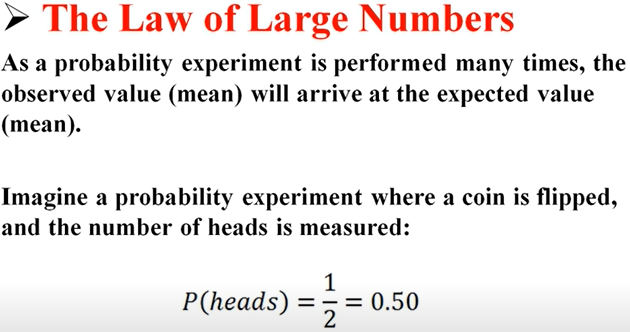 ➢ The Law of Large Numbers
As a probability experiment is performed many times, the
observed value (mean) will arrive at the expected value
(mean).
Imagine a probability experiment where a coin is flipped,
and the number of heads is measured:
P(heads) = 1/2 = 0.50